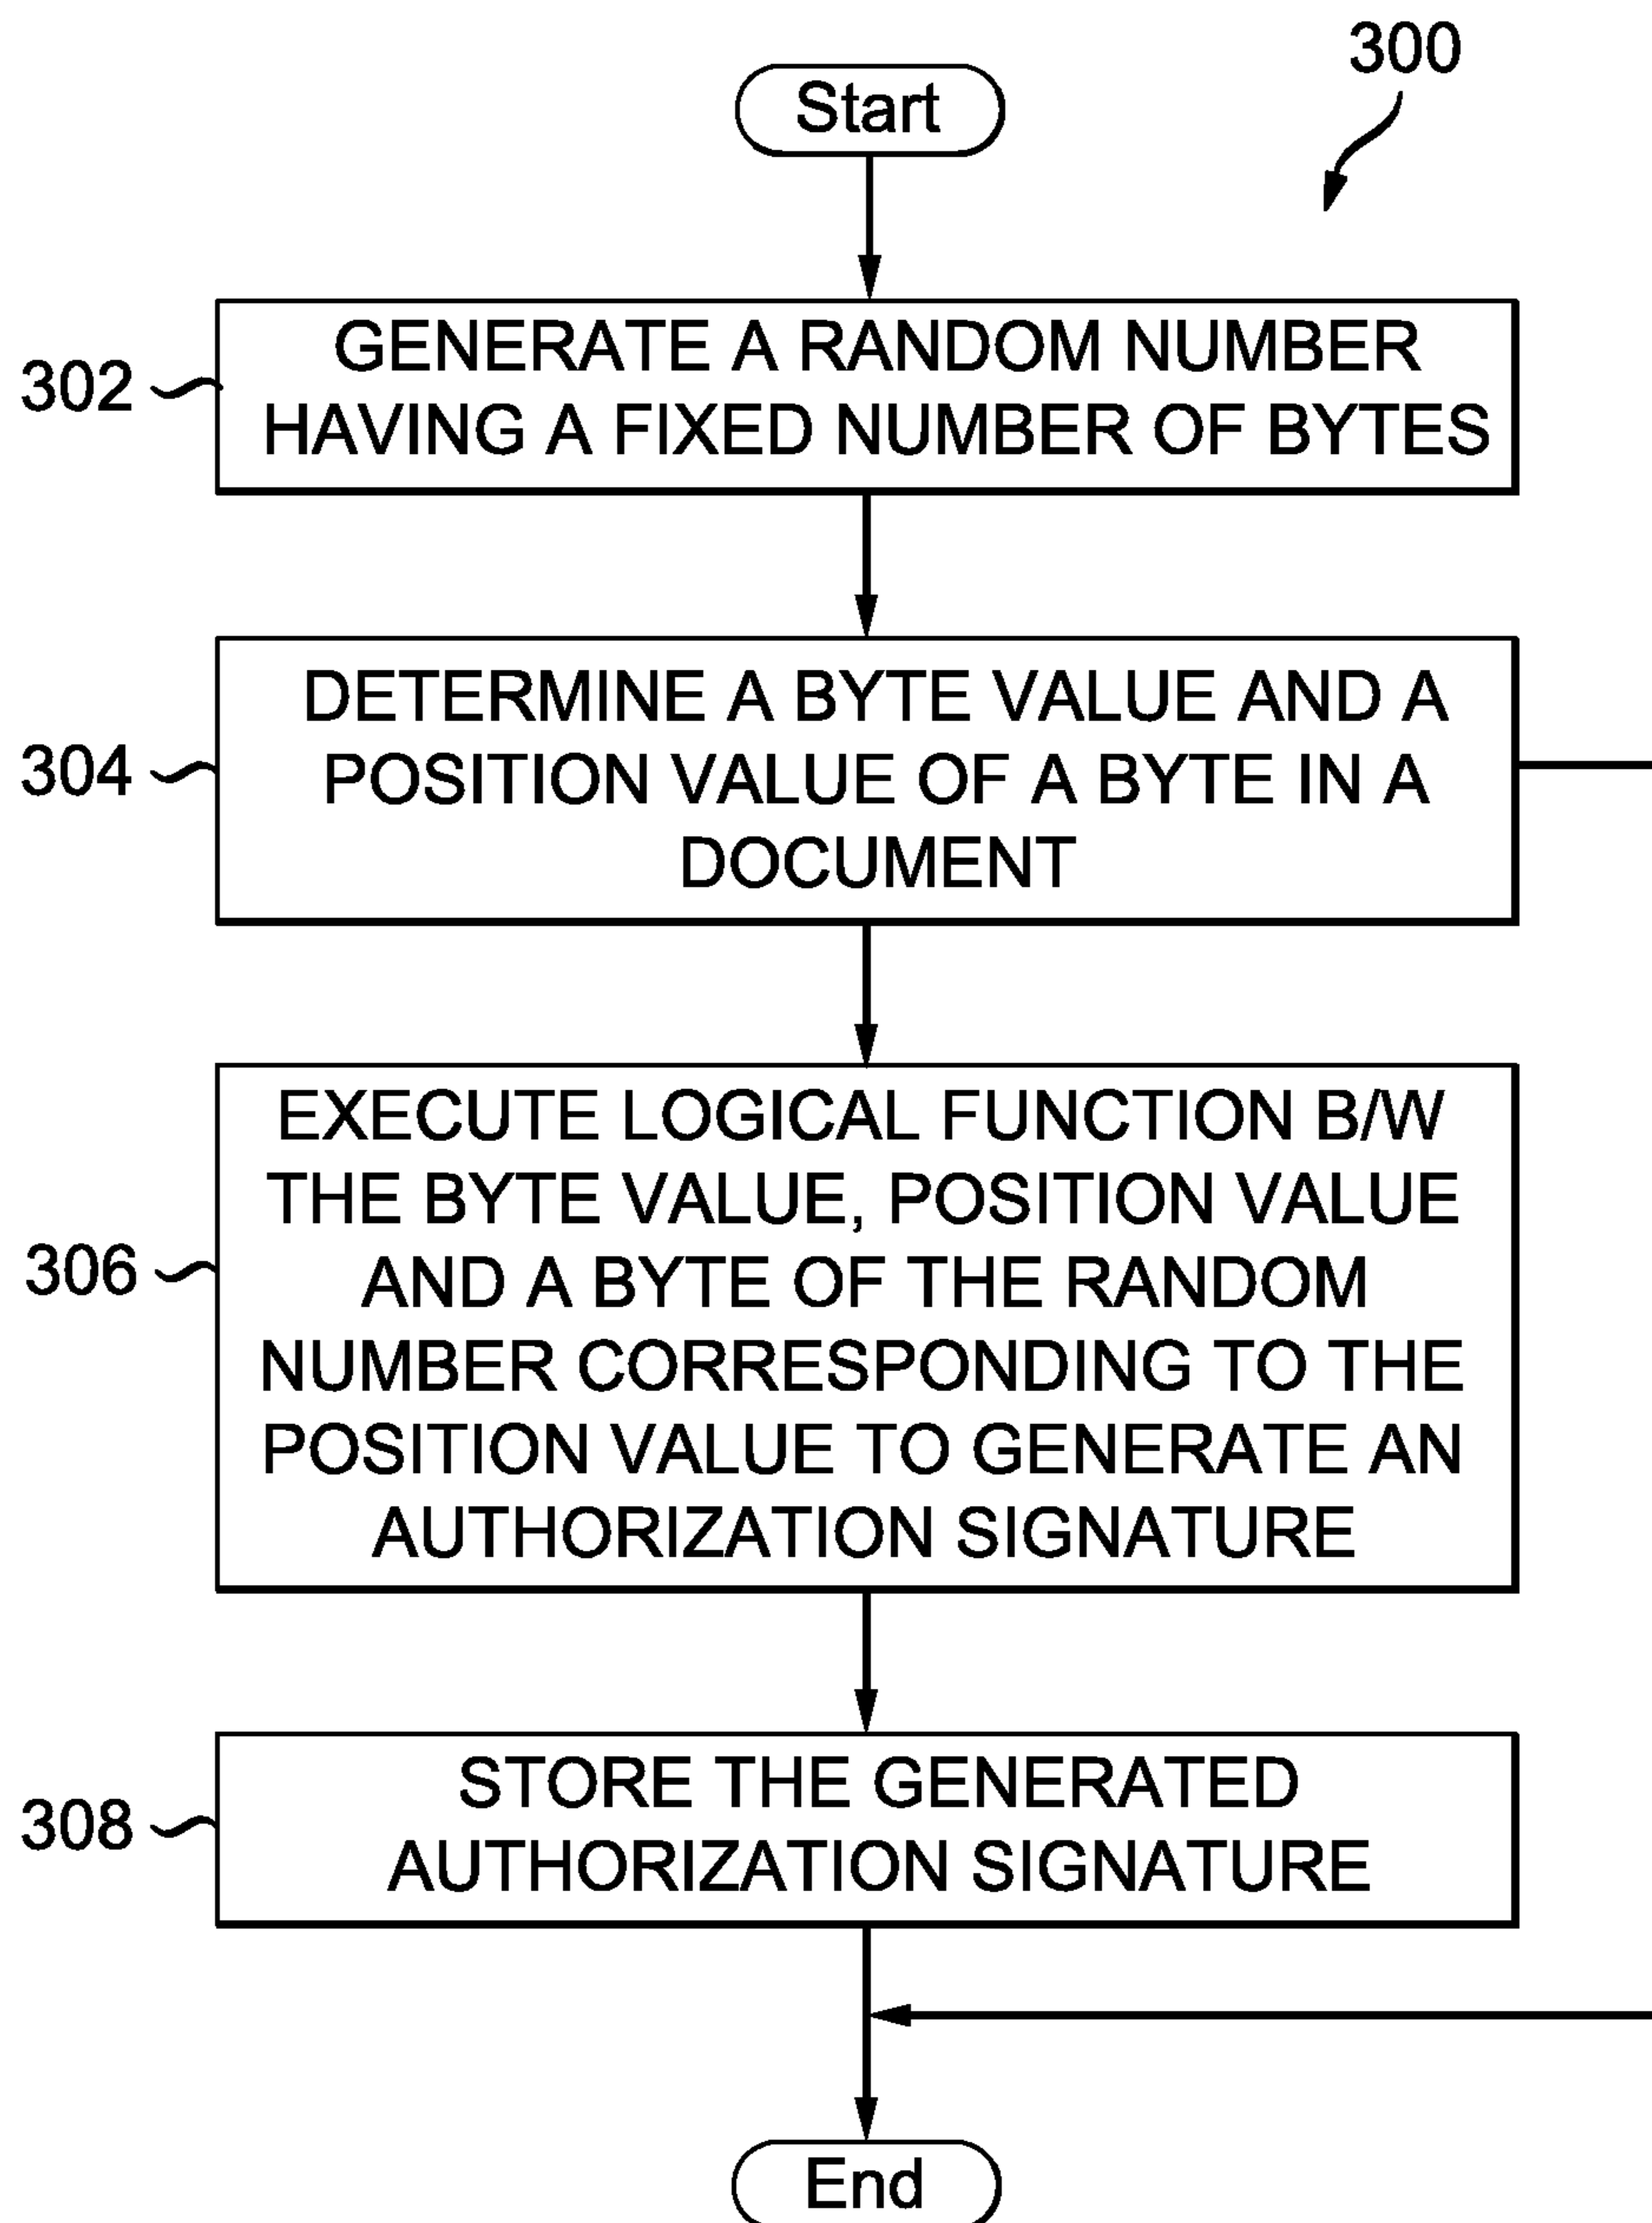 300
Start
302
GENERATE A RANDOM NUMBER
HAVING A FIXED NUMBER OF BYTES
304
DETERMINE A BYTE VALUE AND A
POSITION VALUE OF A BYTE IN A
DOCUMENT
306
EXECUTE LOGICAL FUNCTION B/W
THE BYTE VALUE, POSITION VALUE
AND A BYTE OF THE RANDOM
NUMBER CORRESPONDING TO THE
POSITION VALUE TO GENERATE AN
AUTHORIZATION SIGNATURE
308
STORE THE GENERATED
AUTHORIZATION SIGNATURE
End